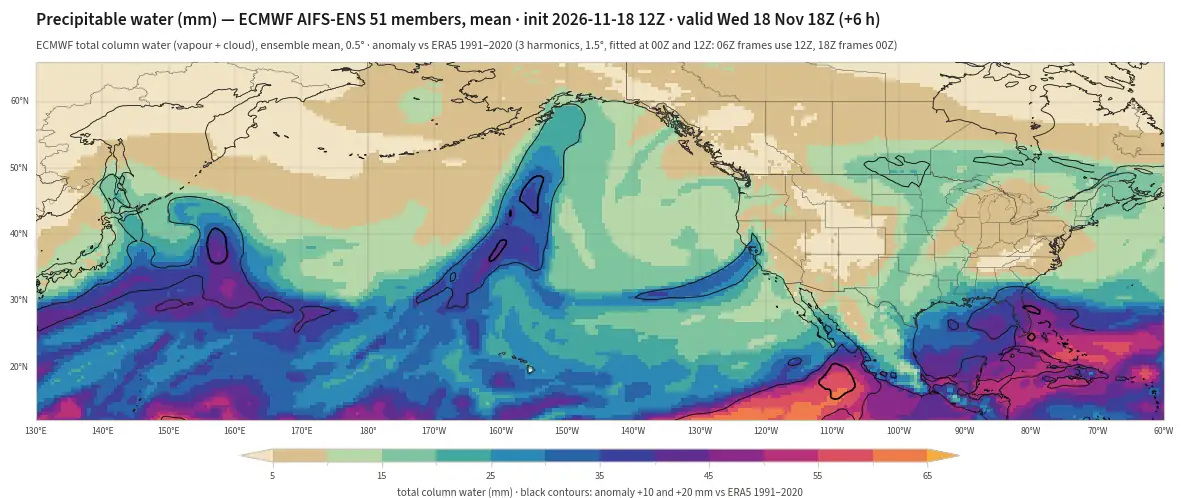 Precipitable water (mm) — ECMWF AIFS-ENS 51 members, mean · init 2026-11-18 12Z · valid Wed 18 Nov 18Z (+6 h)
ECMWF total column water (vapour + cloud), ensemble mean, 0.5° · anomaly vs ERA5 1991–2020 (3 harmonics, 1.5°, fitted at 00Z and 12Z: 06Z frames use 12Z, 18Z frames 00Z)
60°N
50°N
40°N
30°N
20°N
130°E 140°E 150°E 160°E 170°E 180° 170°W 160°W 150°W 140°W 130°W 120°W 110°W 100°W 90°W 80°W 70°W 60°W
5 15 25 35 45 55 65
total column water (mm) · black contours: anomaly +10 and +20 mm vs ERA5 1991–2020